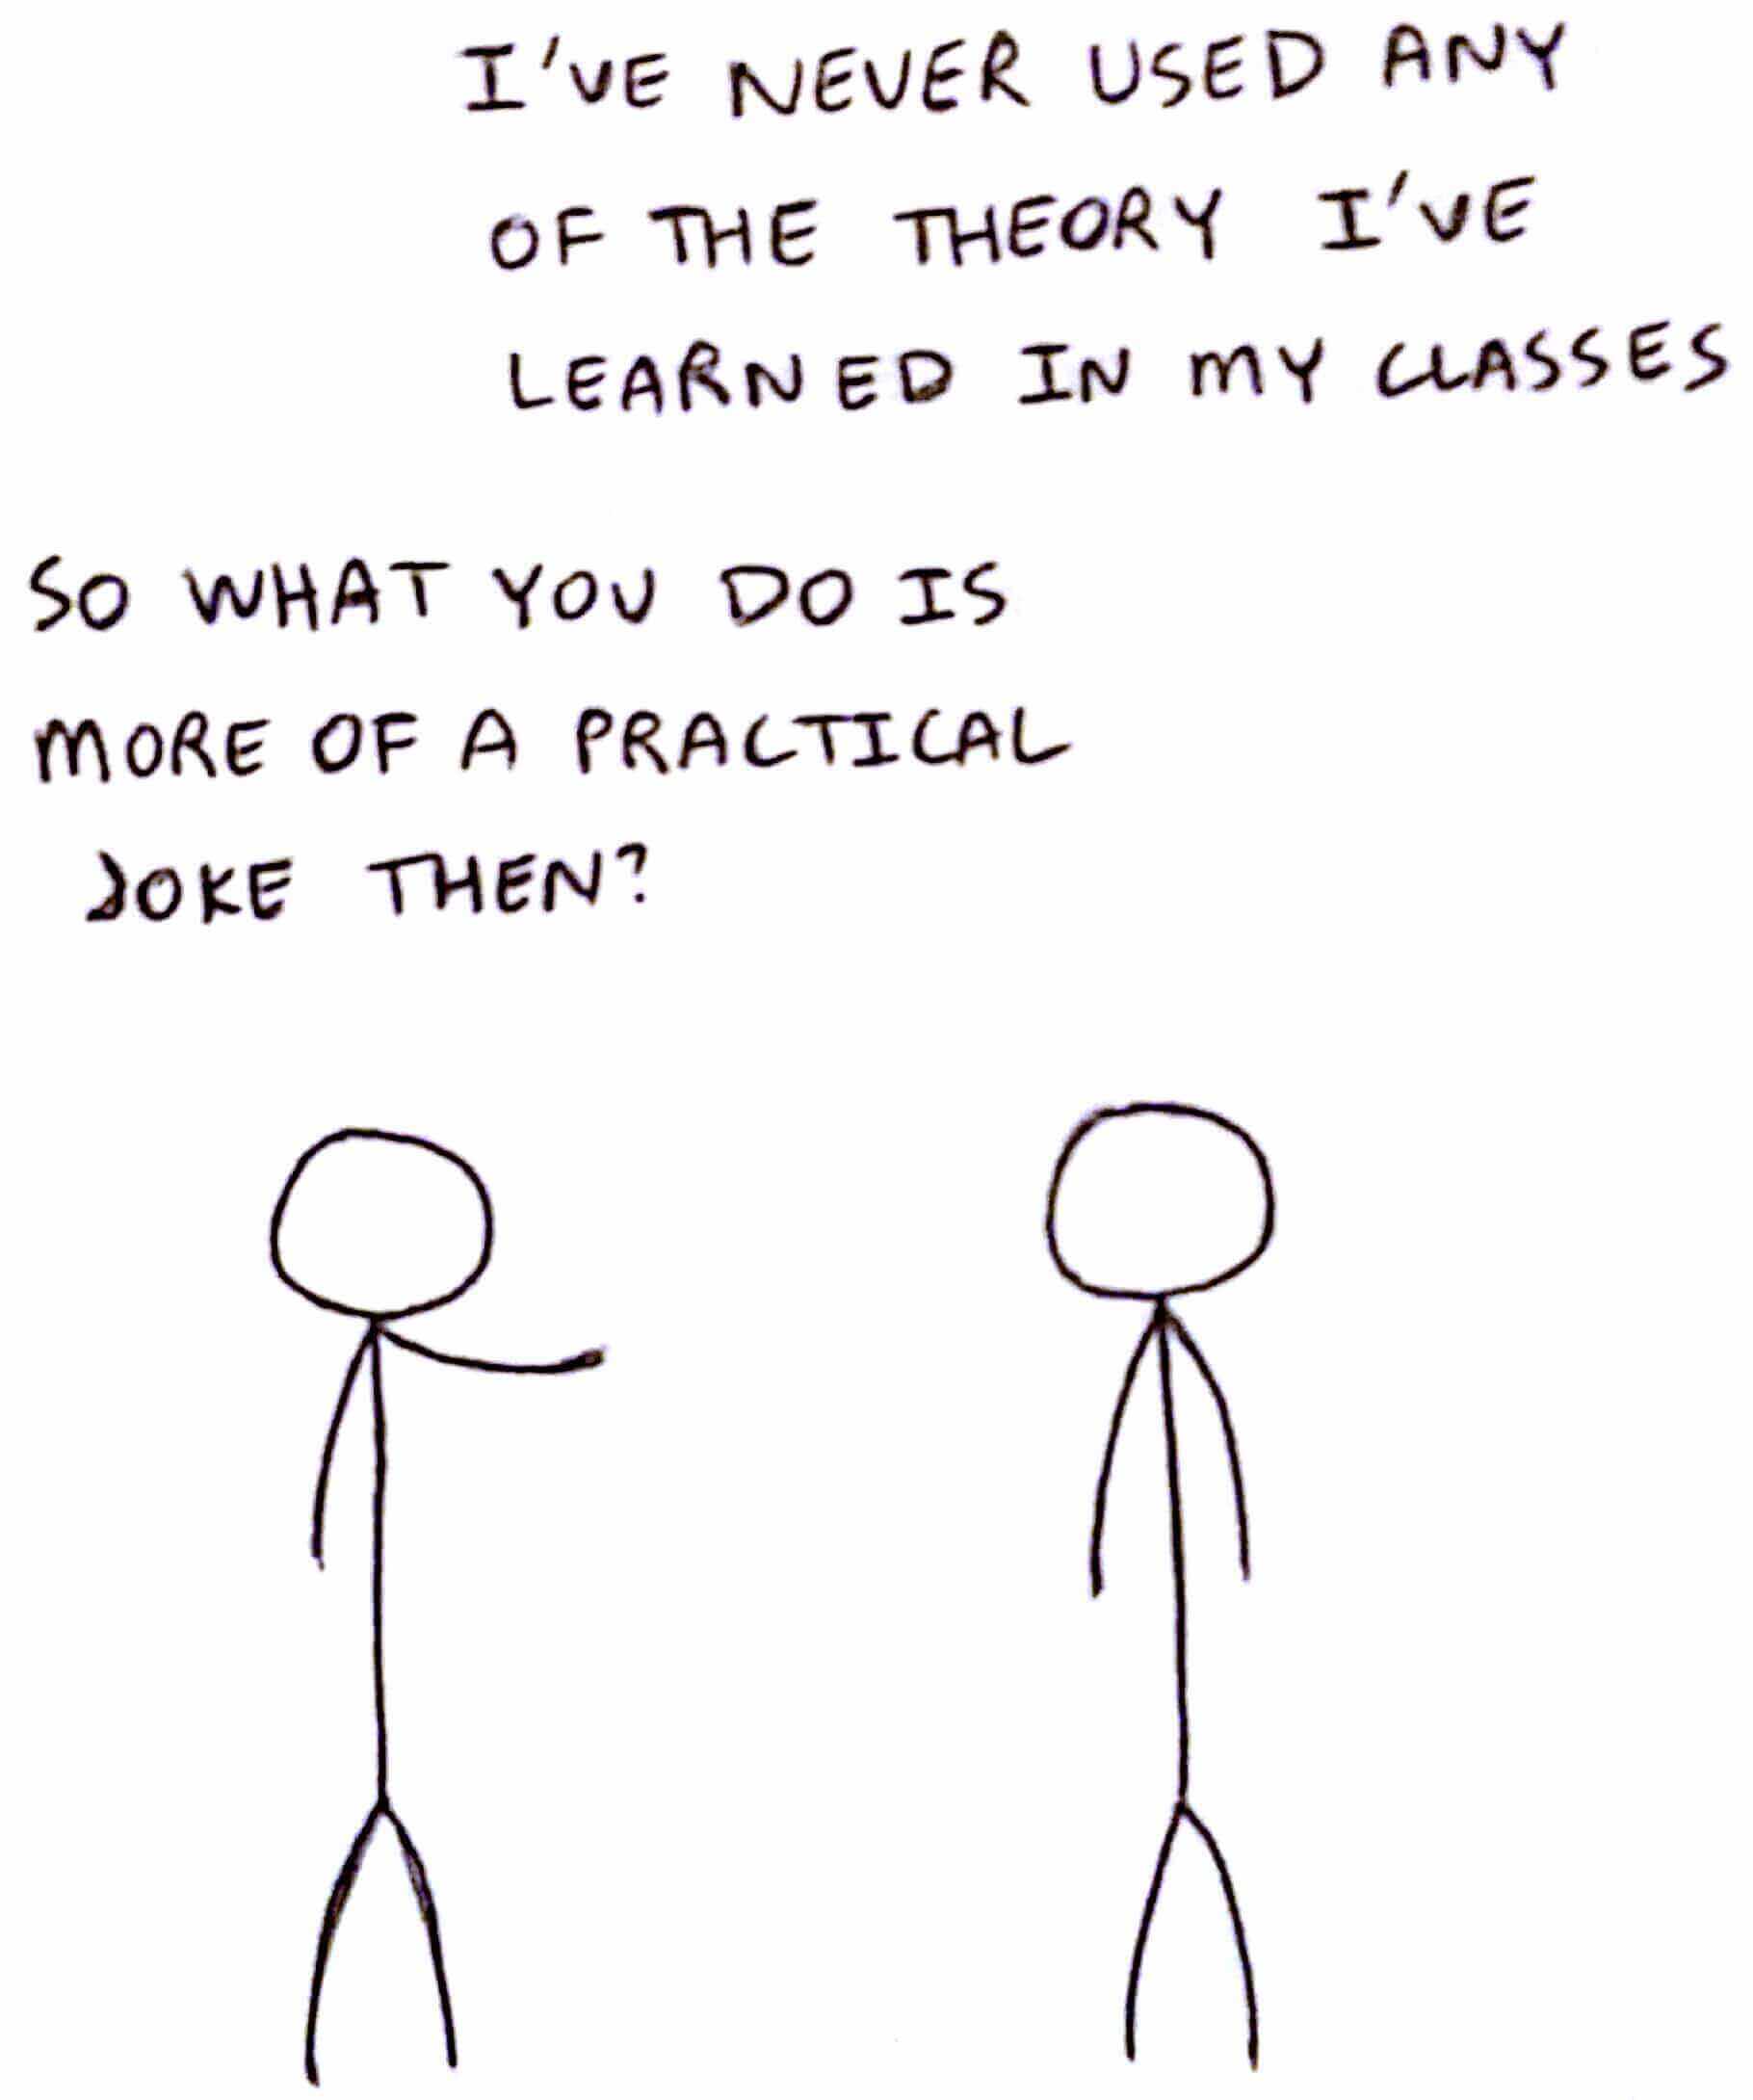 I'VE NEVER USED ANY
OF THE THEORY I'VE
LEARNED IN MY CLASSES
SO WHAT YOU DO IS
MORE OF A PRACTICAL
JOKE THEN?